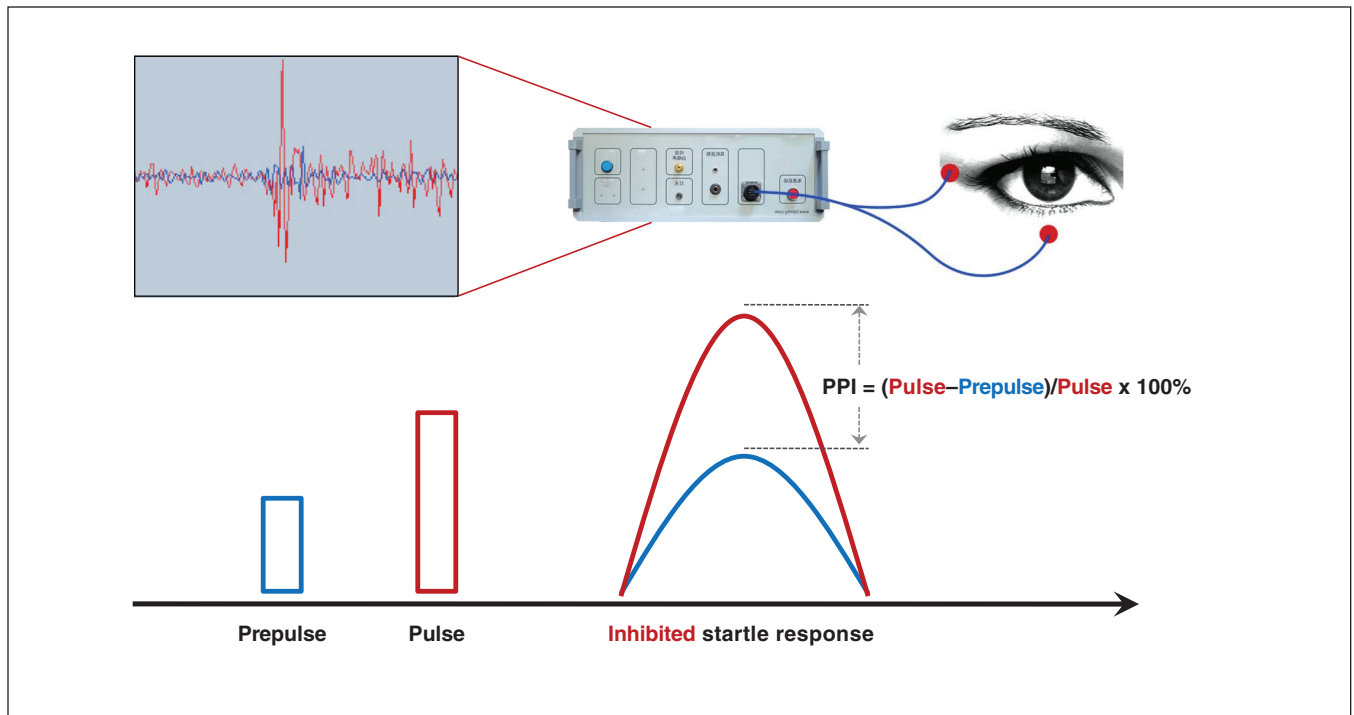 PPI = (Pulse–Prepulse)/Pulse x 100%
Prepulse
Pulse
Inhibited startle response